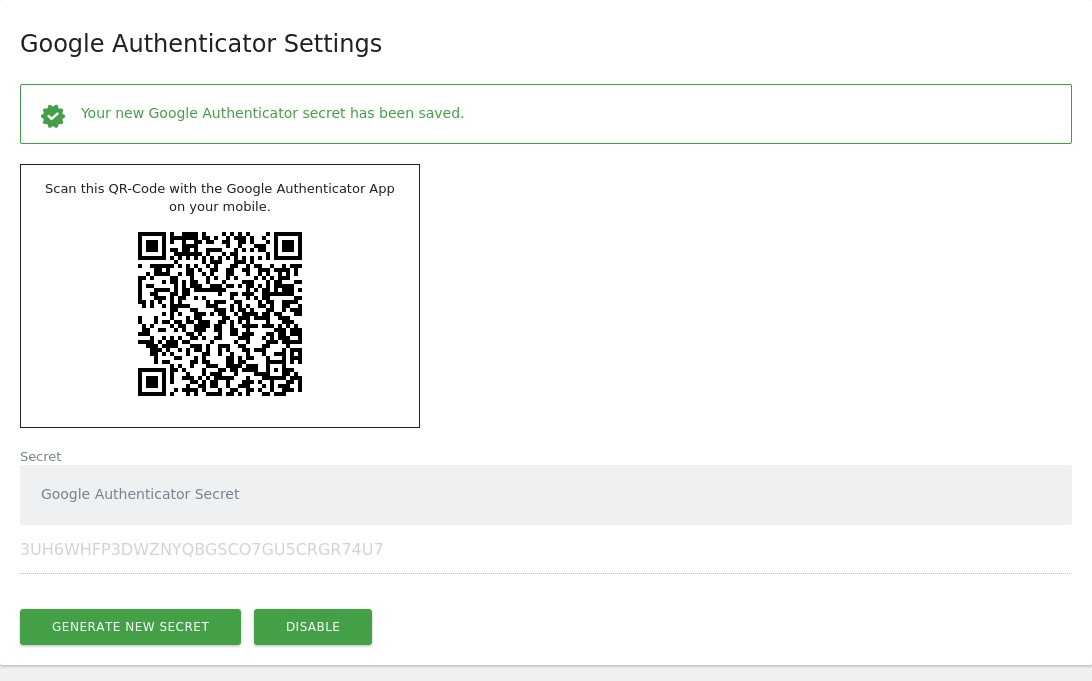 Google Authenticator Settings
Your new Google Authenticator secret has been saved.
Scan this QR-Code with the Google Authenticator App
on your mobile.
Secret
Google Authenticator Secret
3UH6WHFP3DWZNYQBGSCO7GU5CRGR74U7
GENERATE NEW SECRET
DISABLE